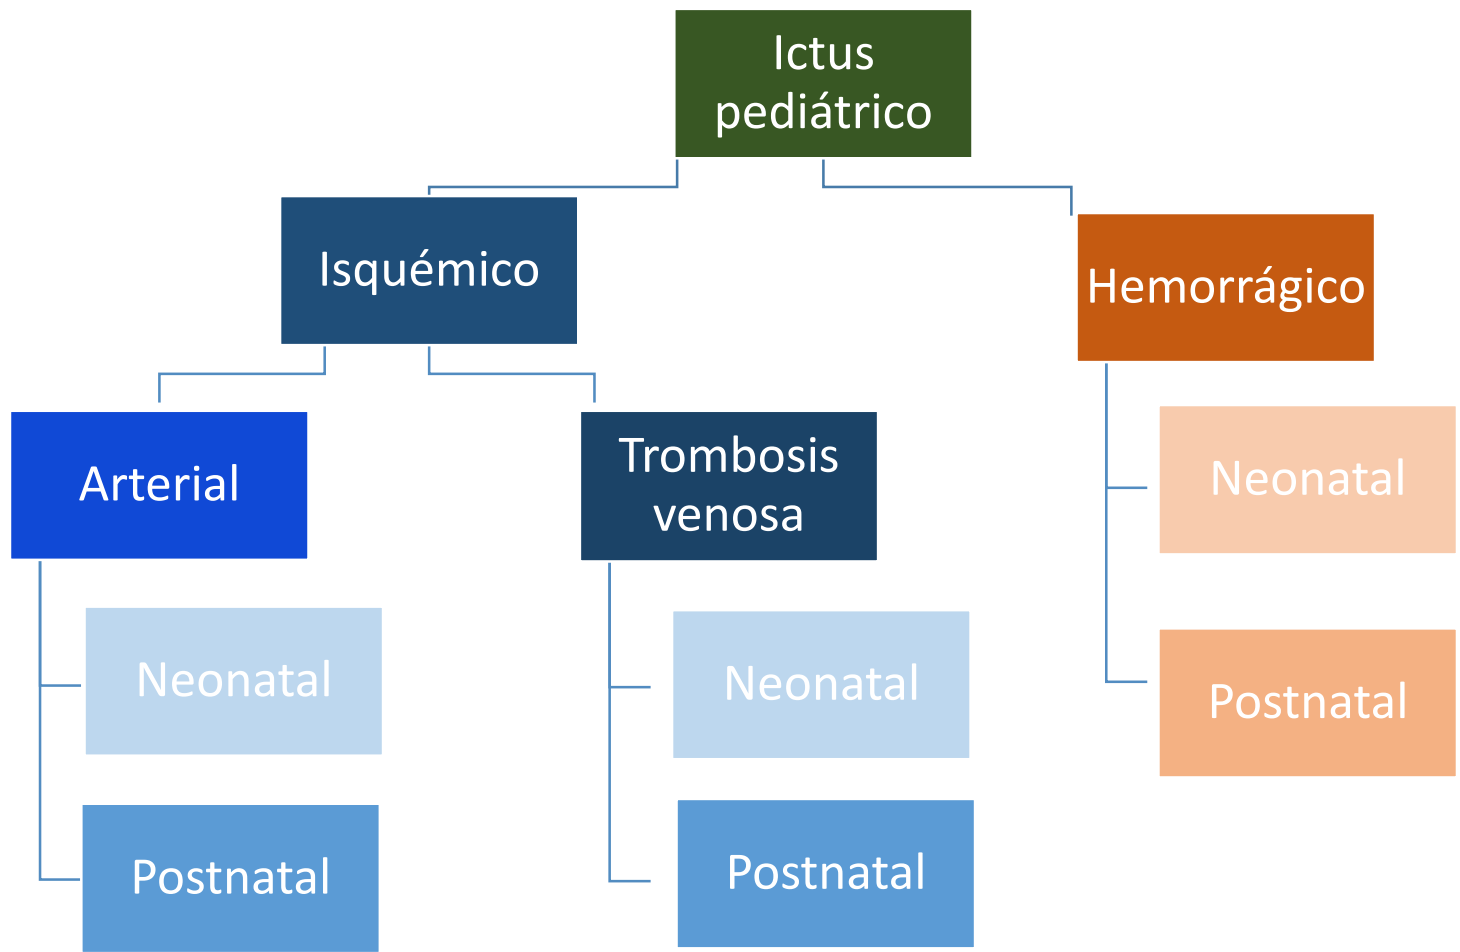 Ictus
pediátrico
Isquémico
Hemorrágico
Arterial
Trombosis
venosa
Neonatal
Postnatal
Neonatal
Postnatal
Neonatal
Postnatal